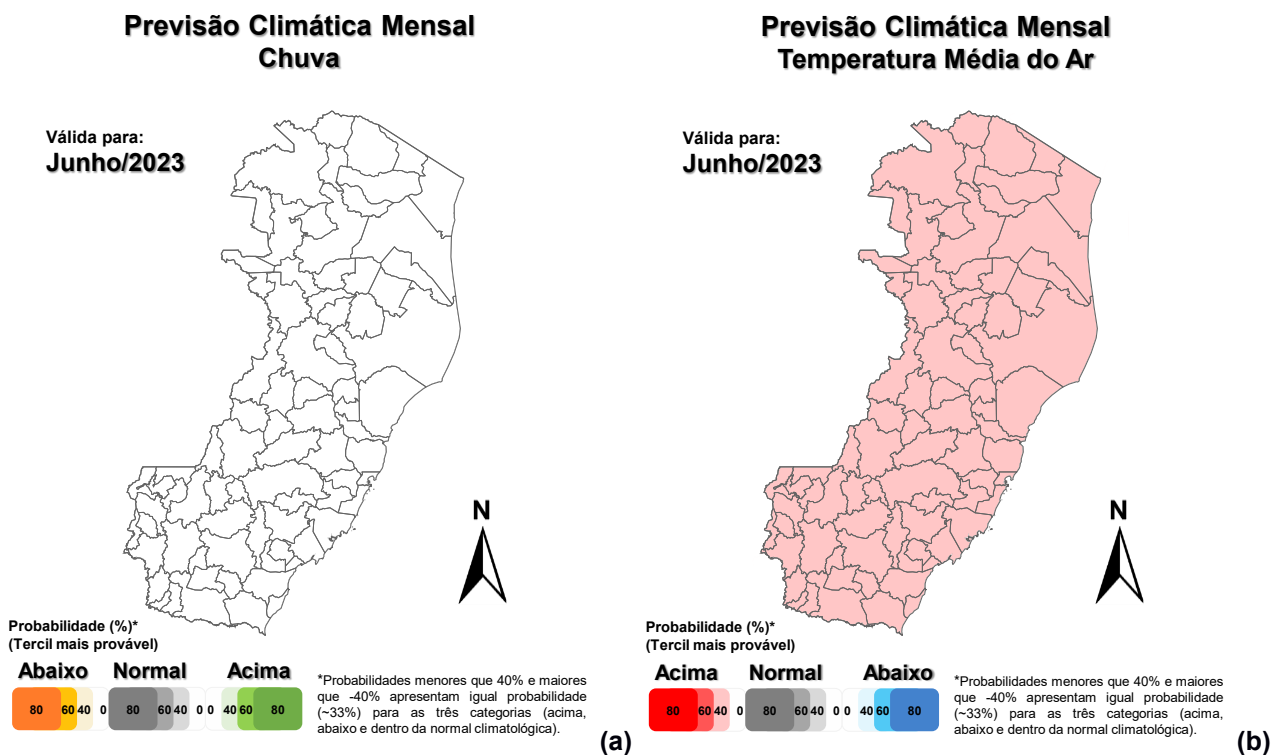 Previsão Climática Mensal
Chuva
Válida para:
Junho/2023
N
Probabilidade (%)*
(Tercil mais provável)
Abaixo Normal Acima
80 60 40 0 80 60 40 0 0 40 60 80
*Probabilidades menores que 40% e maiores
que -40% apresentam igual probabilidade
(~33%) para as três categorias (acima,
abaixo e dentro da normal climatológica).
(a)
Previsão Climática Mensal
Temperatura Média do Ar
Válida para:
Junho/2023
N
Probabilidade (%)*
(Tercil mais provável)
Acima Normal Abaixo
80 60 40 0 80 60 40 0 0 40 60 80
*Probabilidades menores que 40% e maiores
que -40% apresentam igual probabilidade
(~33%) para as três categorias (acima,
abaixo e dentro da normal climatológica).
(b)